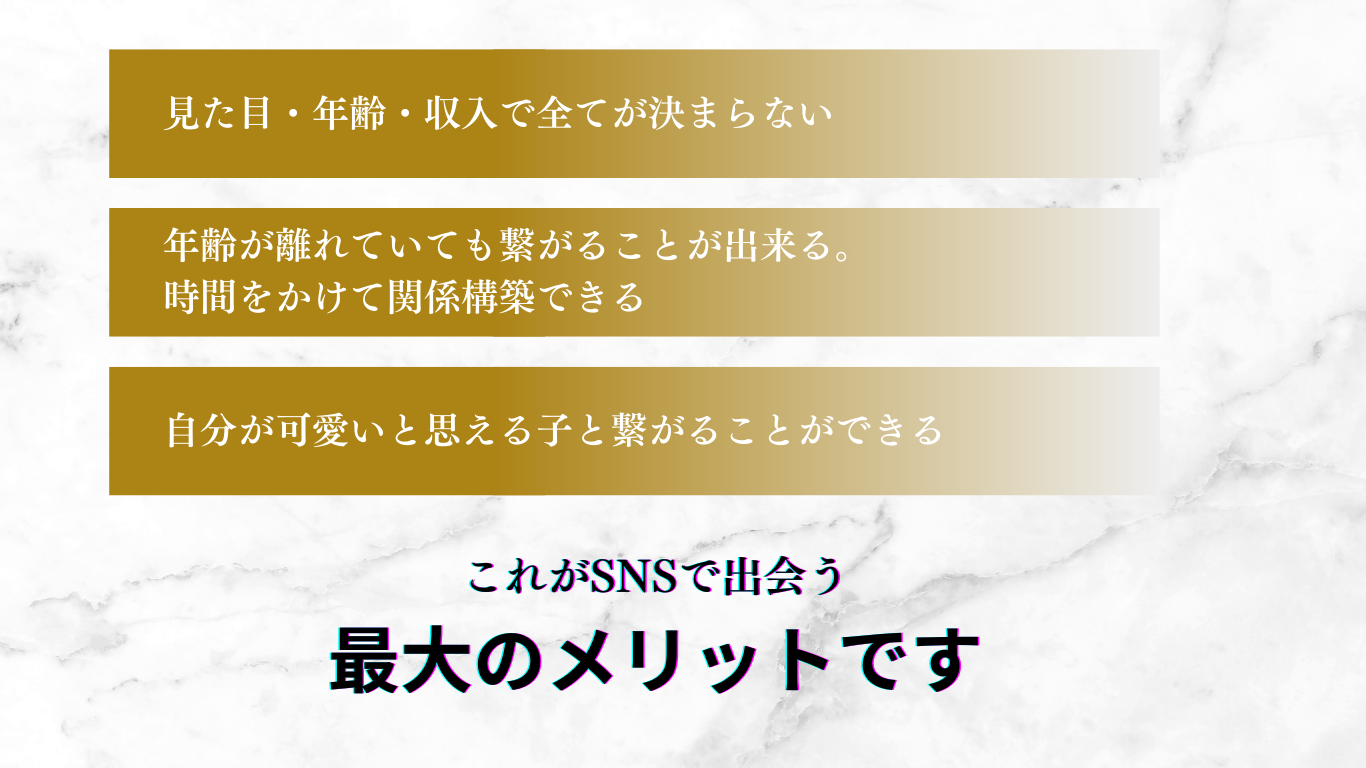 見た目・年齢・収入で全てが決まらない
年齢が離れていても繋がることが出来る。
時間をかけて関係構築できる
自分が可愛いと思える子と繋がることができる
これがSNSで出会う
最大のメリットです